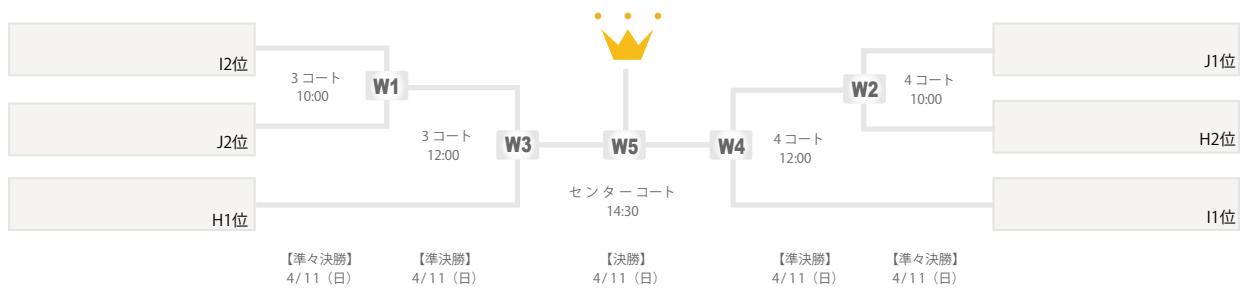 I2位
3 コート
10:00
W1
J2位
3 コート
12:00
W3
H1位
W5
センターコート
14:30
W4
4 コート
12:00
W2
4 コート
10:00
J1位
H2位
I1位
【準々決勝】
4/11（日）
【準決勝】
4/11（日）
【決勝】
4/11（日）
【準決勝】
4/11（日）
【準々決勝】
4/11（日）